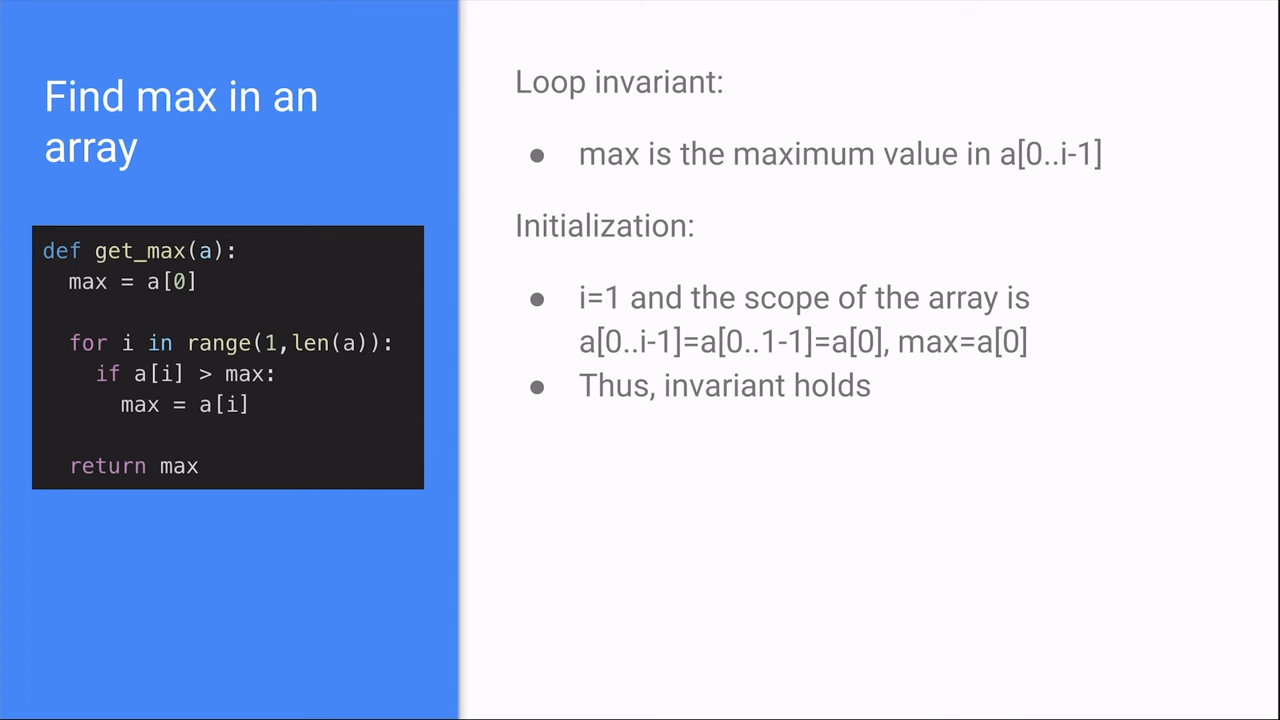 Find max in an
array
def get_max(a):
  max = a[0]
  for i in range(1,len(a)):
    if a[i] > max:
      max = a[i]
  return max
Loop invariant:
● max is the maximum value in a[0..i-1]
Initialization:
● i=1 and the scope of the array is
a[0..i-1]=a[0..1-1]=a[0], max=a[0]
● Thus, invariant holds